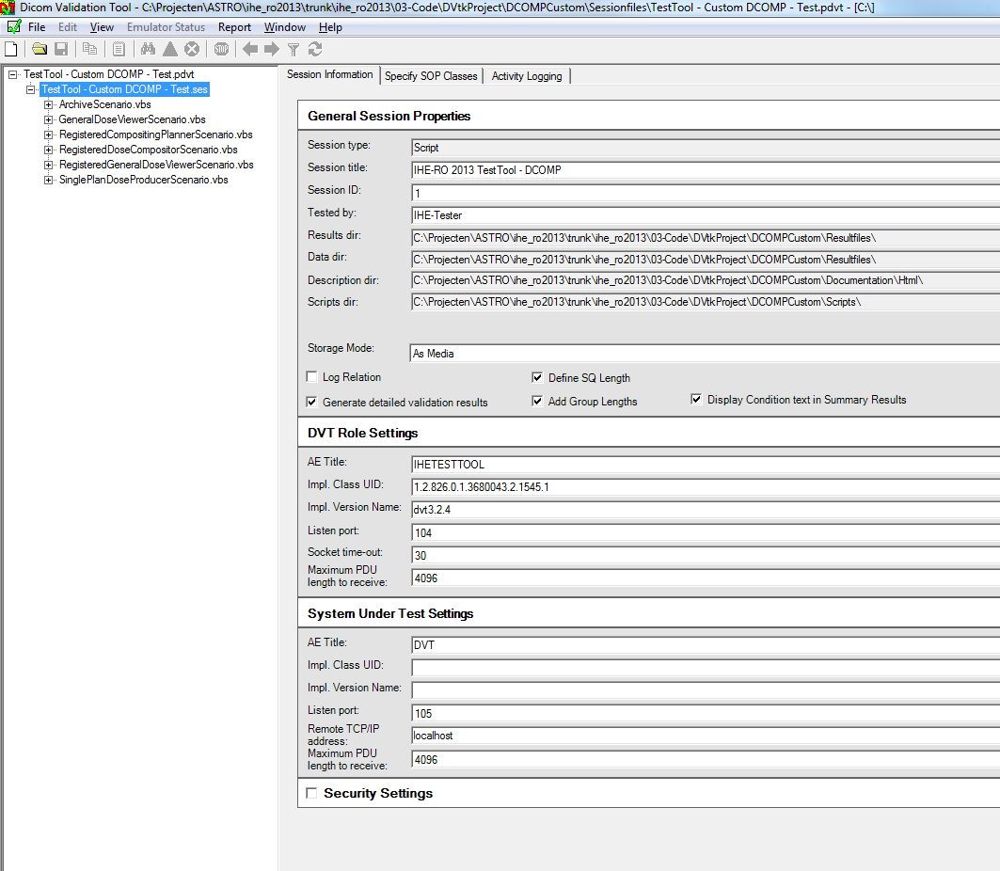 Dicom Validation Tool - C:\Projecten\ASTRO\ihe_ro2013\trunk\ihe_ro2013\03-Code\DVtkProject\DCOMPCustom\Sessionfiles\TestTool - Custom DCOMP - Test.pdvt - [C:\]
File Edit View Emulator Status Report Window Help
STOP
TestTool - Custom DCOMP - Test.pdvt
TestTool - Custom DCOMP - Test.ses
ArchiveScenario.vbs
GeneralDoseViewerScenario.vbs
RegisteredCompositingPlannerScenario.vbs
RegisteredDoseCompositorScenario.vbs
RegisteredGeneralDoseViewerScenario.vbs
SinglePlanDoseProducerScenario.vbs
Session Information Specify SOP Classes Activity Logging
General Session Properties
Session type: Script
Session title: IHE-RO 2013 TestTool - DCOMP
Session ID: 1
Tested by: IHE-Tester
Results dir: C:\Projecten\ASTRO\ihe_ro2013\trunk\ihe_ro2013\03-Code\DVtkProject\DCOMPCustom\Resultfiles\
Data dir: C:\Projecten\ASTRO\ihe_ro2013\trunk\ihe_ro2013\03-Code\DVtkProject\DCOMPCustom\Resultfiles\
Description dir: C:\Projecten\ASTRO\ihe_ro2013\trunk\ihe_ro2013\03-Code\DVtkProject\DCOMPCustom\Documentation\Html\
Scripts dir: C:\Projecten\ASTRO\ihe_ro2013\trunk\ihe_ro2013\03-Code\DVtkProject\DCOMPCustom\Scripts\
Storage Mode: As Media
Log Relation Define SQ Length
Generate detailed validation results Add Group Lengths Display Condition text in Summary Results
DVT Role Settings
AE Title: IHETESTTOOL
Impl. Class UID: 1.2.826.0.1.3680043.2.1545.1
Impl. Version Name: dvt3.2.4
Listen port: 104
Socket time-out: 30
Maximum PDU
length to receive: 4096
System Under Test Settings
AE Title: DVT
Impl. Class UID:
Impl. Version Name:
Listen port: 105
Remote TCP/IP
address: localhost
Maximum PDU
length to receive: 4096
Security Settings